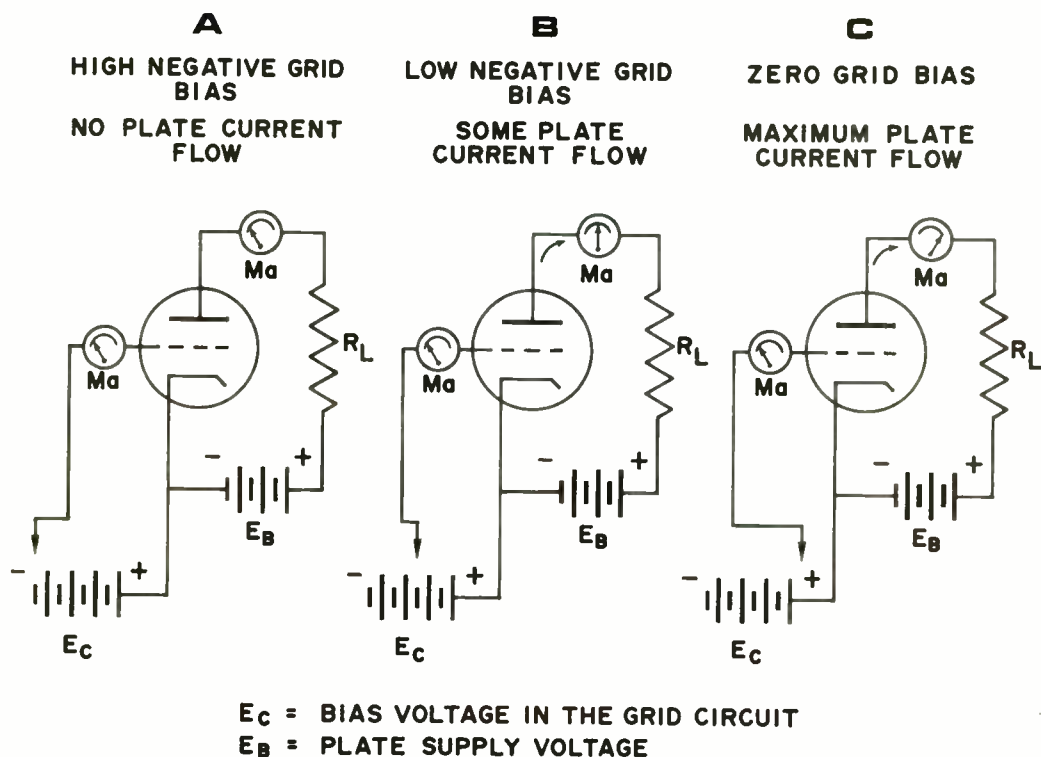 A
HIGH NEGATIVE GRID
BIAS
NO PLATE CURRENT
FLOW
B
LOW NEGATIVE GRID
BIAS
SOME PLATE
CURRENT FLOW
C
ZERO GRID BIAS
MAXIMUM PLATE
CURRENT FLOW
Ma
Ma
RL
- +
EB
- +
EC
Ma
Ma
RL
- +
EB
- +
EC
Ma
Ma
RL
- +
EB
- +
EC
EC = BIAS VOLTAGE IN THE GRID CIRCUIT
EB = PLATE SUPPLY VOLTAGE